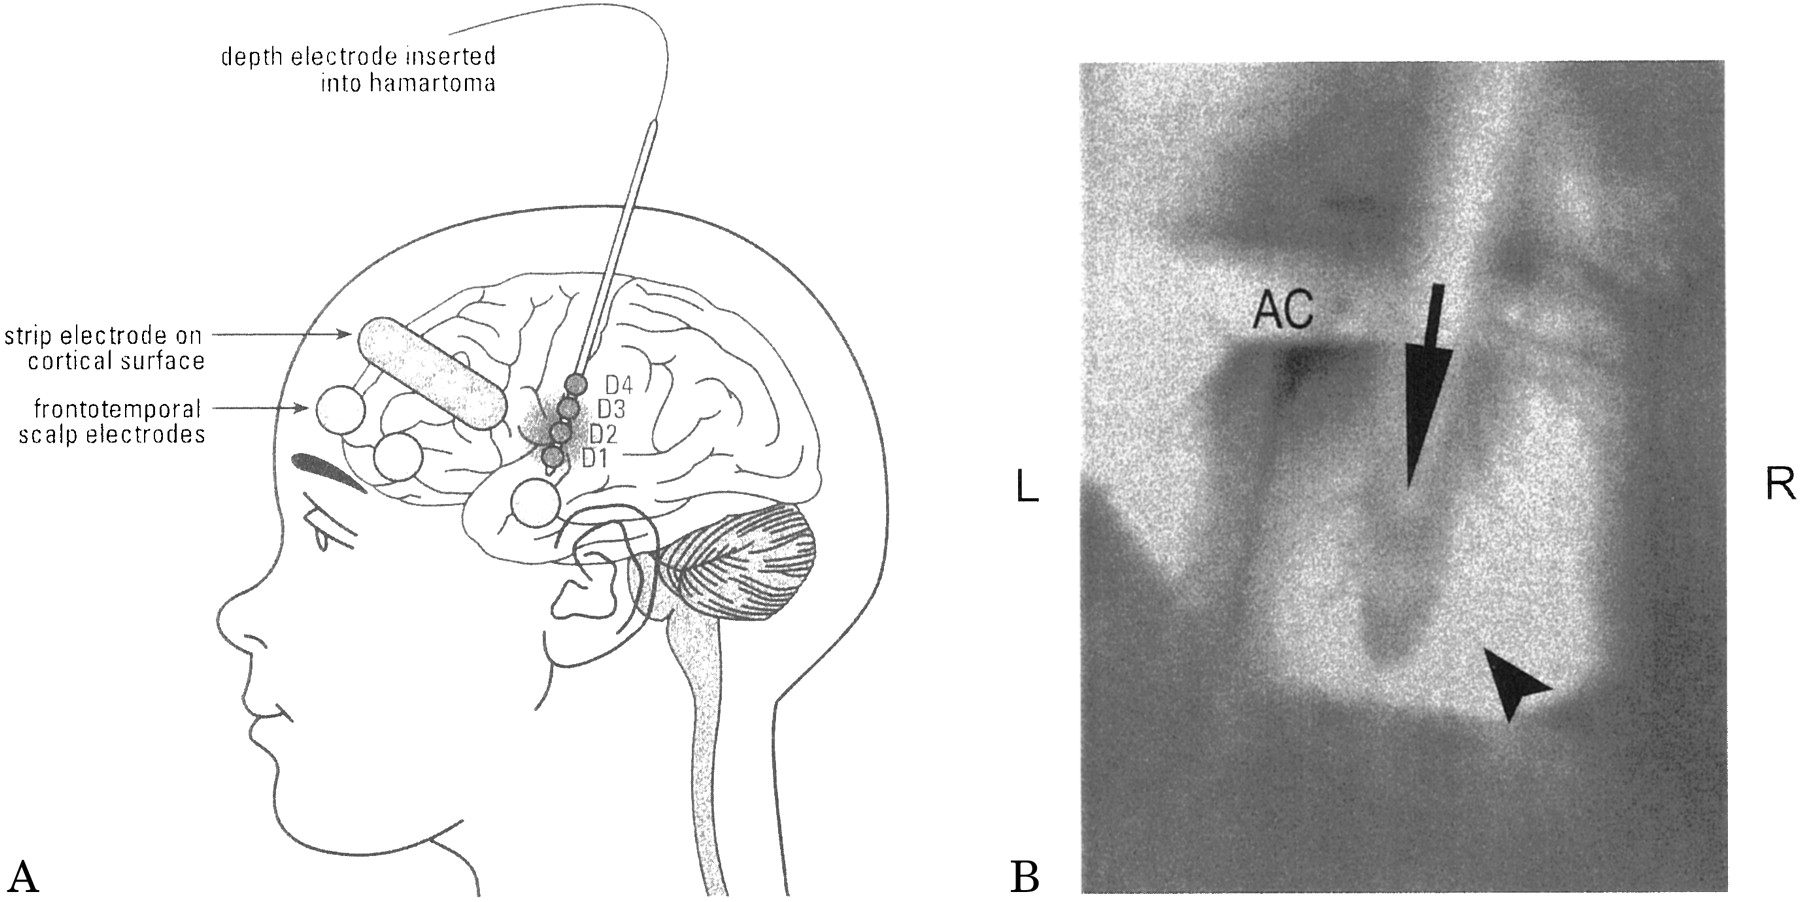 depth electrode inserted
into hamartoma
strip electrode on
cortical surface
frontotemporal
scalp electrodes
D4
D3
D2
D1
A
AC
L
R
B